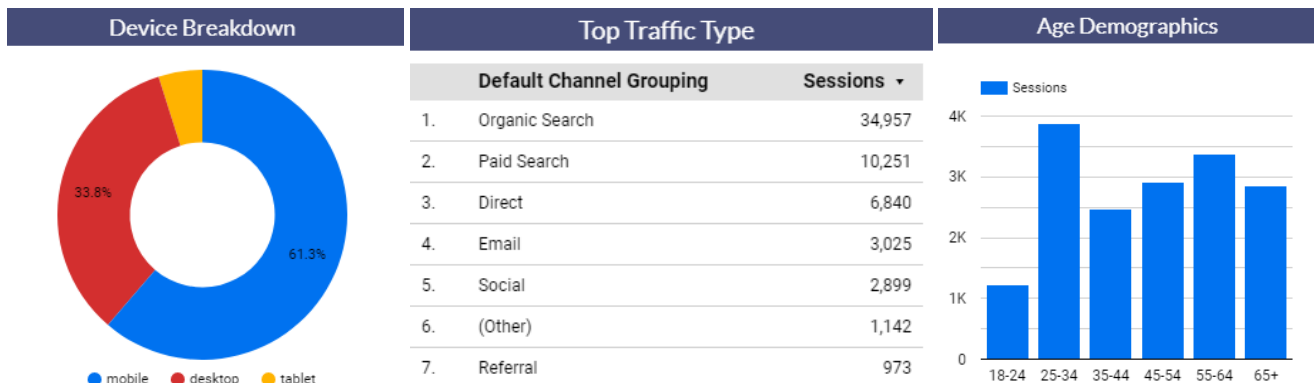 Device Breakdown
33.8%
61.3%
mobile desktop tablet
Top Traffic Type
Default Channel Grouping Sessions
1. Organic Search 34,957
2. Paid Search 10,251
3. Direct 6,840
4. Email 3,025
5. Social 2,899
6. (Other) 1,142
7. Referral 973
Age Demographics
Sessions
4K
3K
2K
1K
0
18-24 25-34 35-44 45-54 55-64 65+